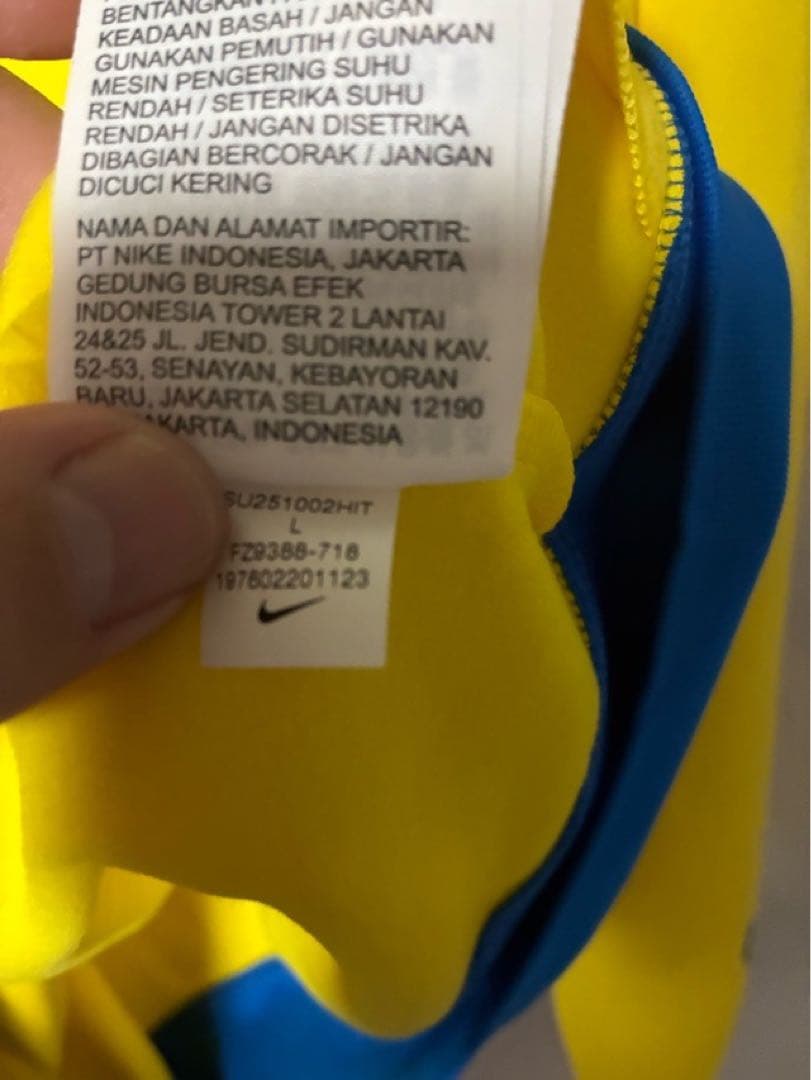 BENTANGKAN
KEADAAN BASAH / JANGAN
GUNAKAN PEMUTIH / GUNAKAN
MESIN PENGERING SUHU
RENDAH / SETERIKA SUHU
RENDAH / JANGAN DISETRIKA
DIBAGIAN BERCORAK / JANGAN
DICUCI KERING
NAMA DAN ALAMAT IMPORTIR:
PT NIKE INDONESIA, JAKARTA
GEDUNG BURSA EFEK
INDONESIA TOWER 2 LANTAI
24&25 JL. JEND. SUDIRMAN KAV.
52-53, SENAYAN, KEBAYORAN
BARU, JAKARTA SELATAN 12190
INDONESIA
SU251002HIT
L
FZ9388-718
197602201123